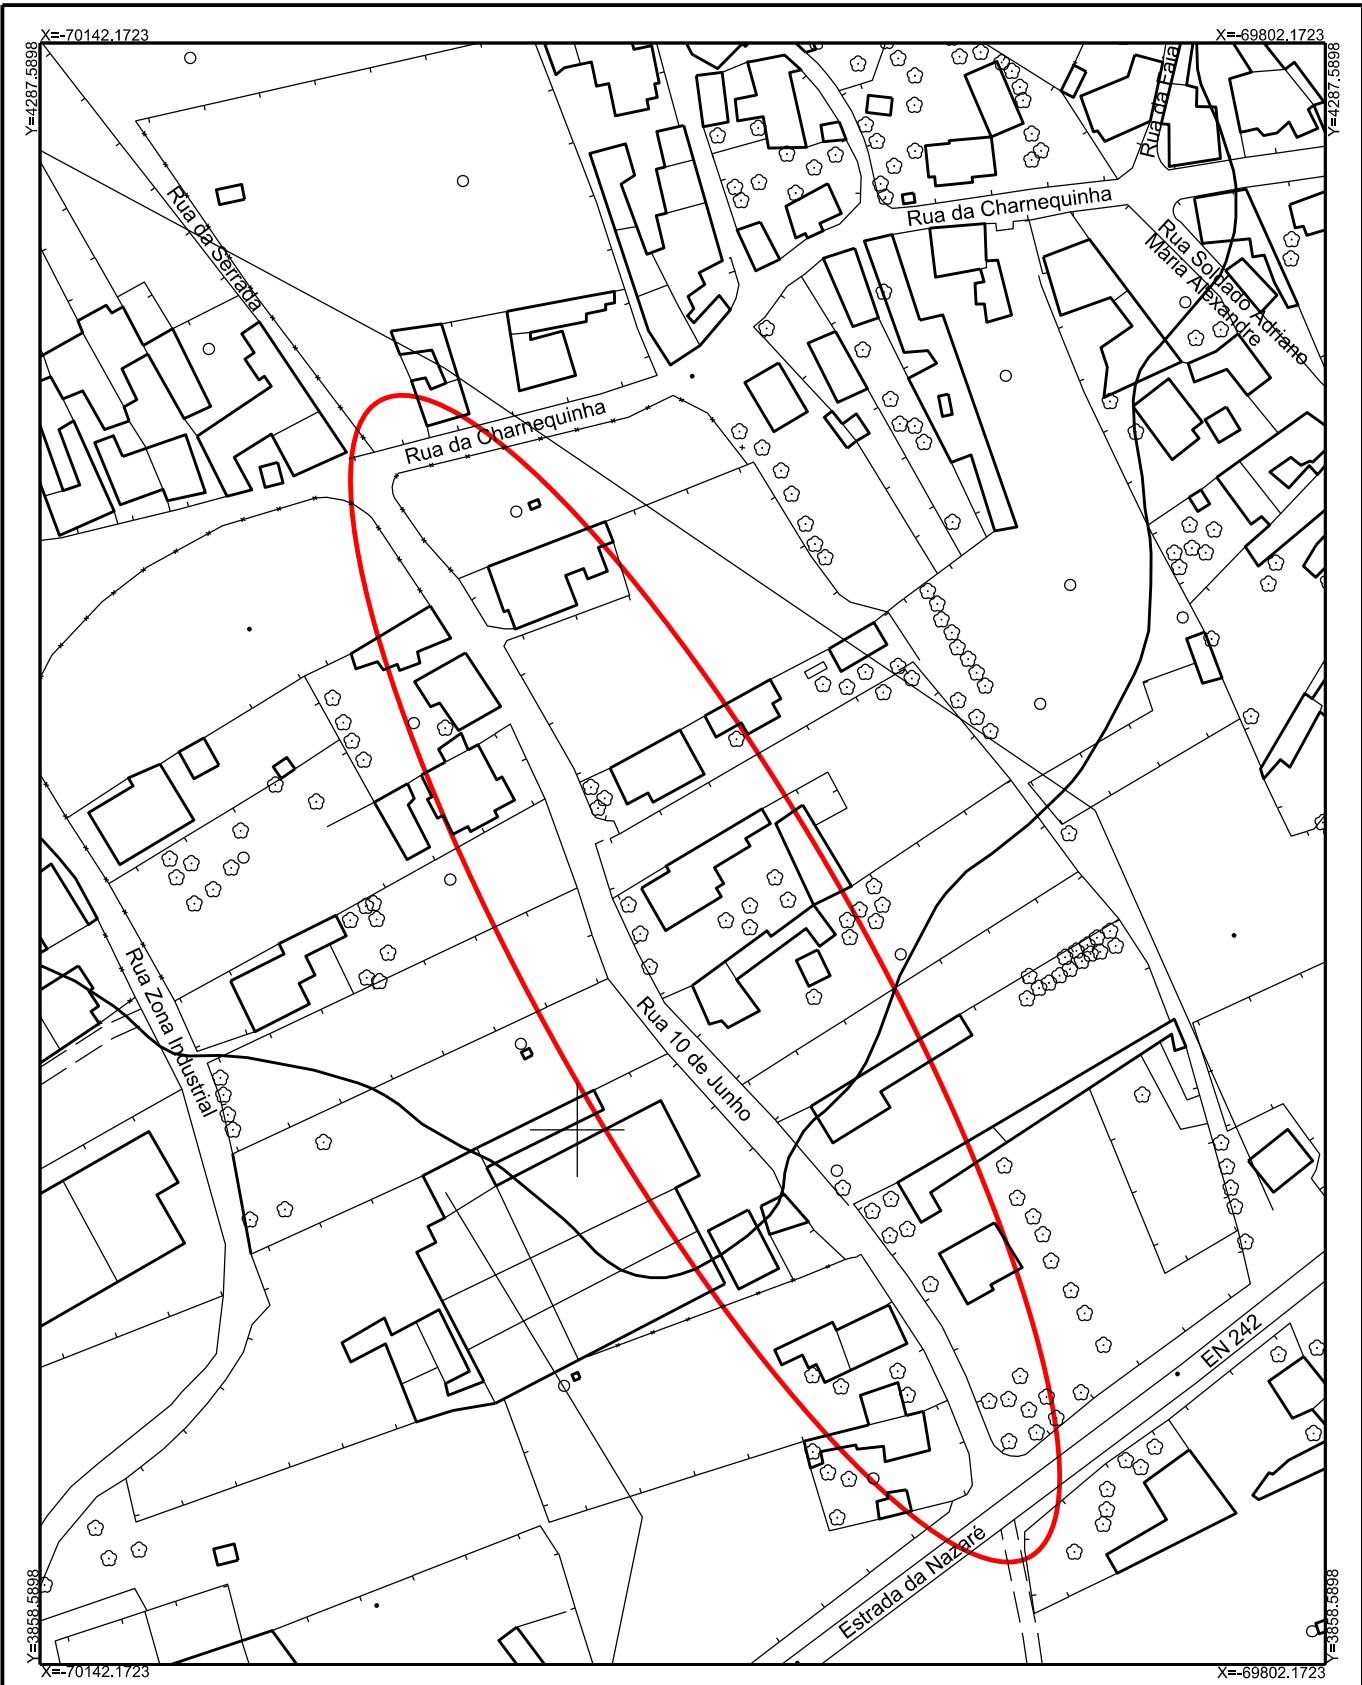 X=-70142.1723
X=-69802.1723
Y=4287.5898
Y=4287.5898
Rua da Faia
Rua da Serrada
Rua da Charnequinha
Rua Soldado Adriano
Maria Alexandre
Rua da Charnequinha
Rua Zona Industrial
Rua 10 de Junho
EN 242
Estrada da Nazaré
Y=3858.5898
Y=3858.5898
X=-70142.1723
X=-69802.1723